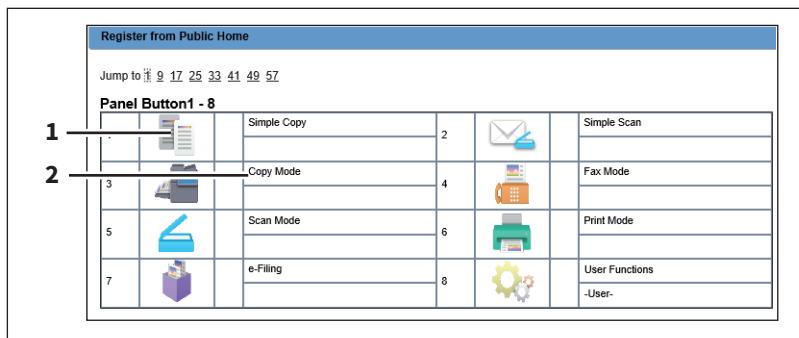 Register from Public Home
Jump to 1 9 17 25 33 41 49 57
Panel Button1 - 8
1
Simple Copy
2
Simple Scan
2
3
Copy Mode
4
Fax Mode
5
Scan Mode
6
Print Mode
7
e-Filing
8
User Functions
-User-